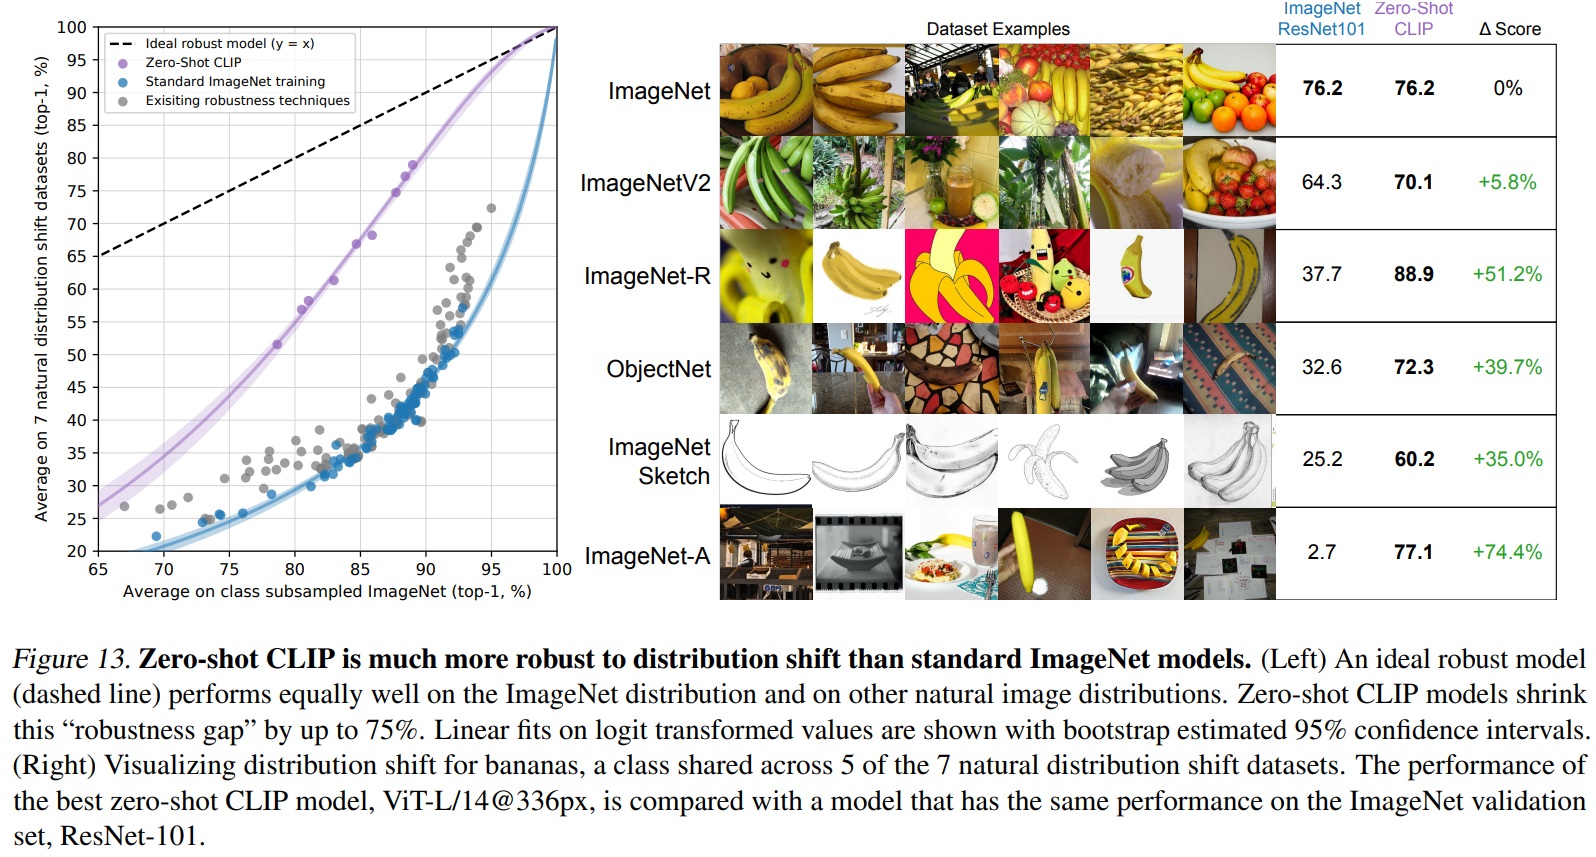 100
95
90
85
80
75
70
65
60
55
50
45
40
35
30
25
20
Average on 7 natural distribution shift datasets (top-1, %)
Ideal robust model (y = x)
Zero-Shot CLIP
Standard ImageNet training
Exisiting robustness techniques
65 70 75 80 85 90 95 100
Average on class subsampled ImageNet (top-1, %)
Dataset Examples
ImageNet
ResNet101
Zero-Shot
CLIP
Δ Score
ImageNet 76.2 76.2 0%
ImageNetV2 64.3 70.1 +5.8%
ImageNet-R 37.7 88.9 +51.2%
ObjectNet 32.6 72.3 +39.7%
ImageNet
Sketch 25.2 60.2 +35.0%
ImageNet-A 2.7 77.1 +74.4%
Figure 13. Zero-shot CLIP is much more robust to distribution shift than standard ImageNet models. (Left) An ideal robust model
(dashed line) performs equally well on the ImageNet distribution and on other natural image distributions. Zero-shot CLIP models shrink
this “robustness gap” by up to 75%. Linear fits on logit transformed values are shown with bootstrap estimated 95% confidence intervals.
(Right) Visualizing distribution shift for bananas, a class shared across 5 of the 7 natural distribution shift datasets. The performance of
the best zero-shot CLIP model, ViT-L/14@336px, is compared with a model that has the same performance on the ImageNet validation
set, ResNet-101.